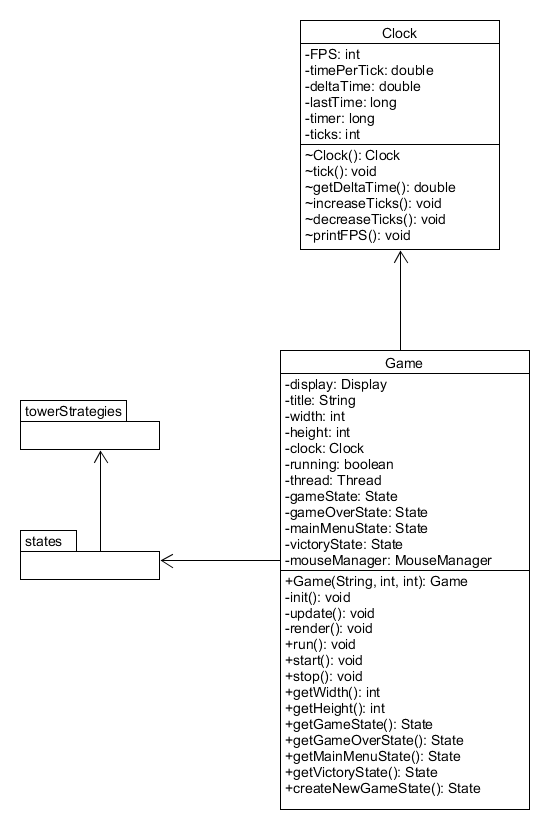 Clock
-FPS: int
-timePerTick: double
-deltaTime: double
-lastTime: long
-timer: long
-ticks: int
~Clock(): Clock
~tick(): void
~getDeltaTime(): double
~increaseTicks(): void
~decreaseTicks(): void
~printFPS(): void
Game
-display: Display
-title: String
-width: int
-height: int
-clock: Clock
-running: boolean
-thread: Thread
-gameState: State
-gameOverState: State
-mainMenuState: State
-victoryState: State
-mouseManager: MouseManager
+Game(String, int, int): Game
-init(): void
-update(): void
-render(): void
+run(): void
+start(): void
+stop(): void
+getWidth(): int
+getHeight(): int
+getGameState(): State
+getGameOverState(): State
+getMainMenuState(): State
+getVictoryState(): State
+createNewGameState(): State
towerStrategies
states